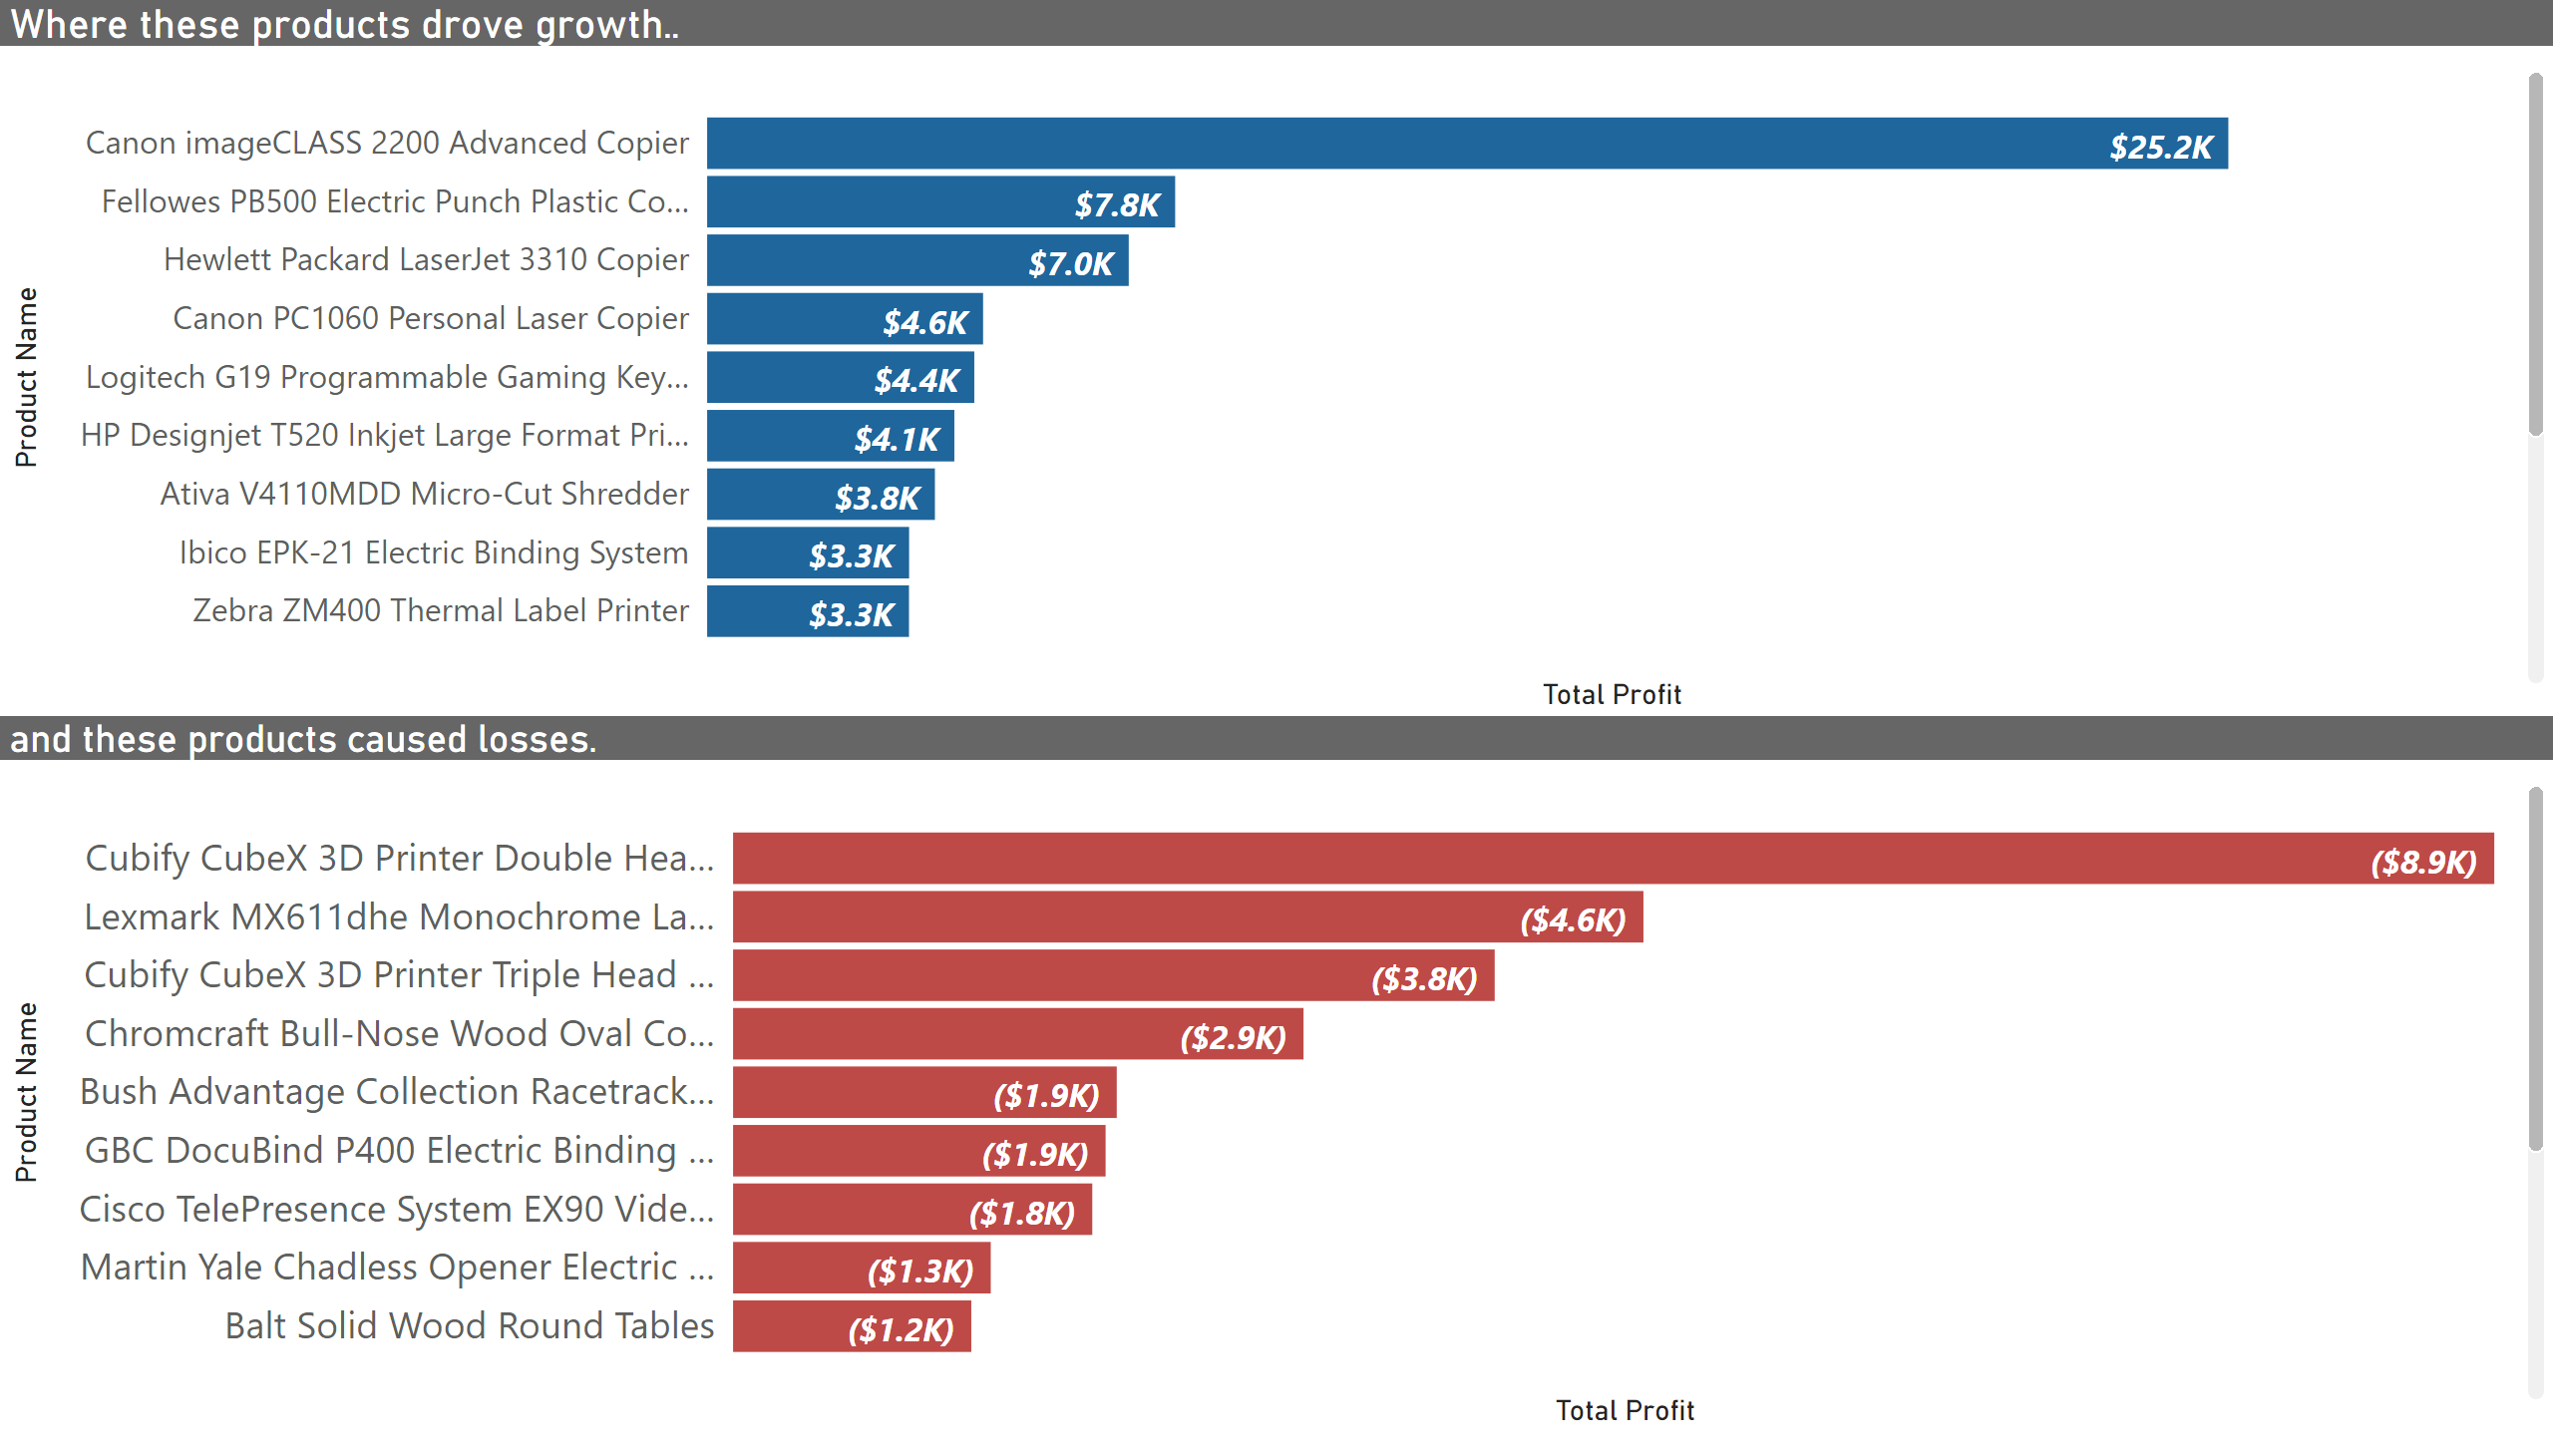 Where these products drove growth..
Product Name
Canon imageCLASS 2200 Advanced Copier $25.2K
Fellowes PB500 Electric Punch Plastic Co... $7.8K
Hewlett Packard LaserJet 3310 Copier $7.0K
Canon PC1060 Personal Laser Copier $4.6K
Logitech G19 Programmable Gaming Key... $4.4K
HP Designjet T520 Inkjet Large Format Pri... $4.1K
Ativa V4110MDD Micro-Cut Shredder $3.8K
Ibico EPK-21 Electric Binding System $3.3K
Zebra ZM400 Thermal Label Printer $3.3K
Total Profit
and these products caused losses.
Product Name
Cubify CubeX 3D Printer Double Hea... ($8.9K)
Lexmark MX611dhe Monochrome La... ($4.6K)
Cubify CubeX 3D Printer Triple Head ... ($3.8K)
Chromcraft Bull-Nose Wood Oval Co... ($2.9K)
Bush Advantage Collection Racetrack... ($1.9K)
GBC DocuBind P400 Electric Binding ... ($1.9K)
Cisco TelePresence System EX90 Vide... ($1.8K)
Martin Yale Chadless Opener Electric ... ($1.3K)
Balt Solid Wood Round Tables ($1.2K)
Total Profit